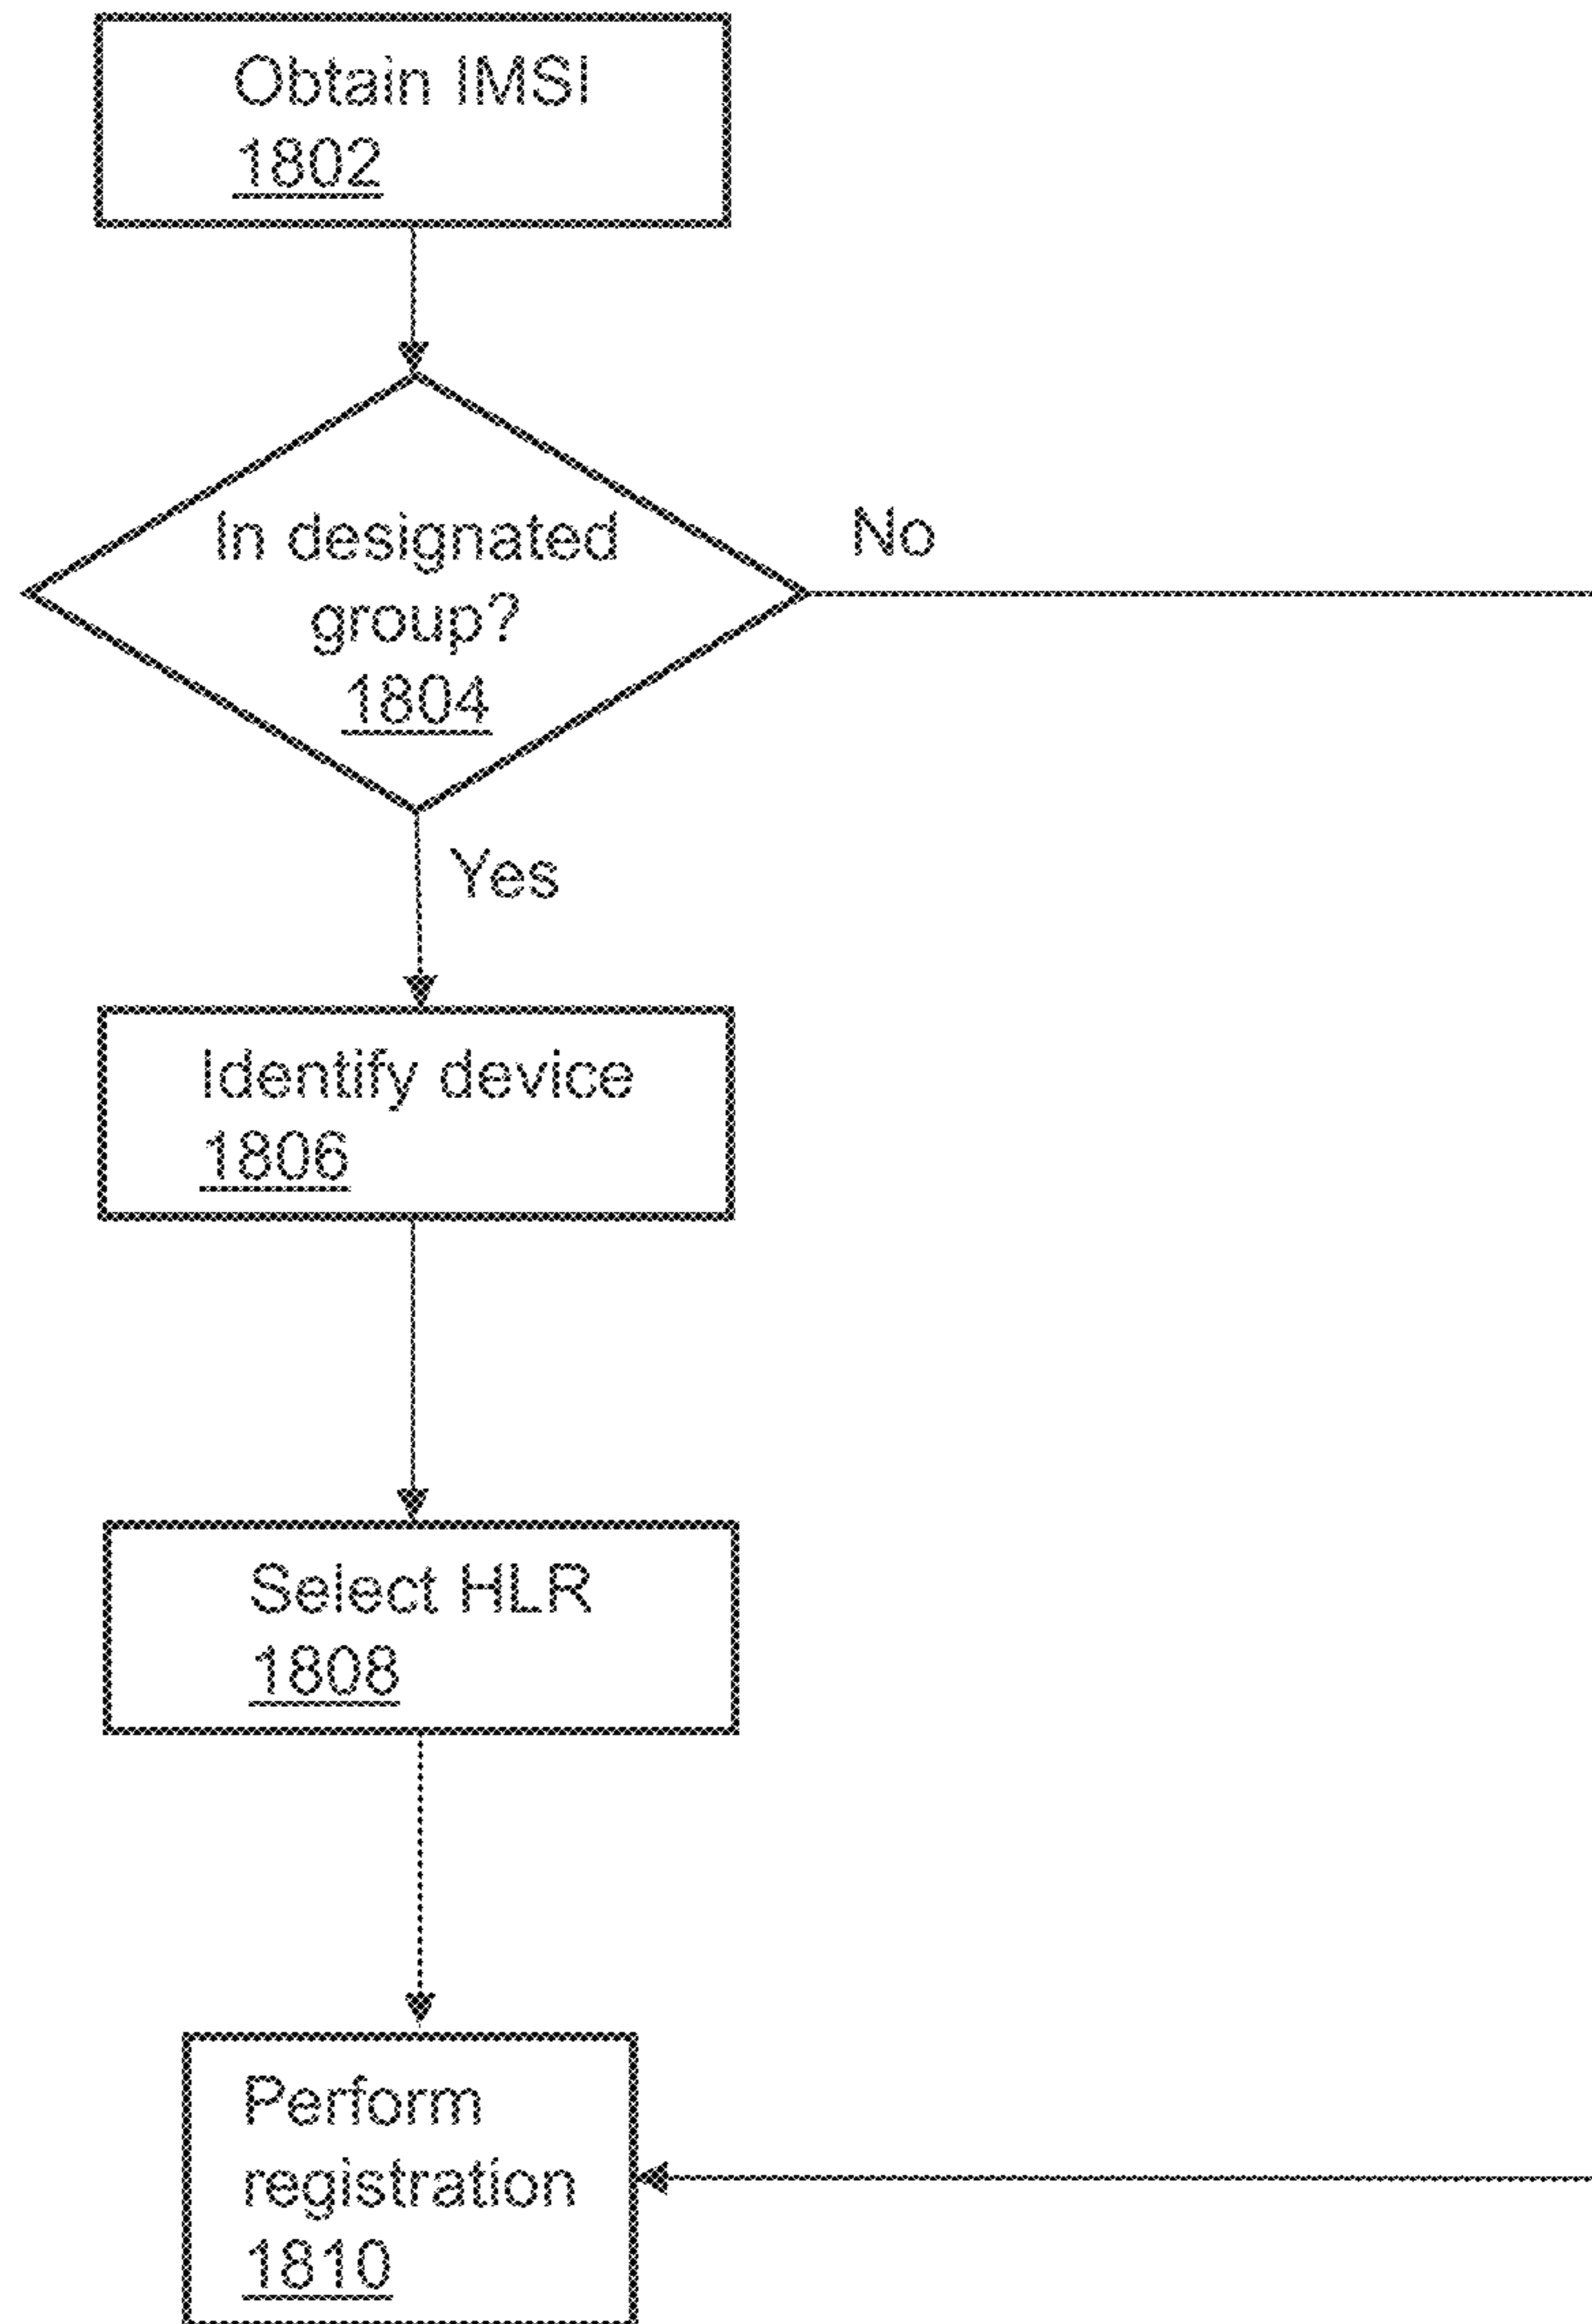 Obtain IMSI
1802
In designated
group?
1804
No
Yes
Identify device
1806
Select HLR
1808
Perform
registration
1810